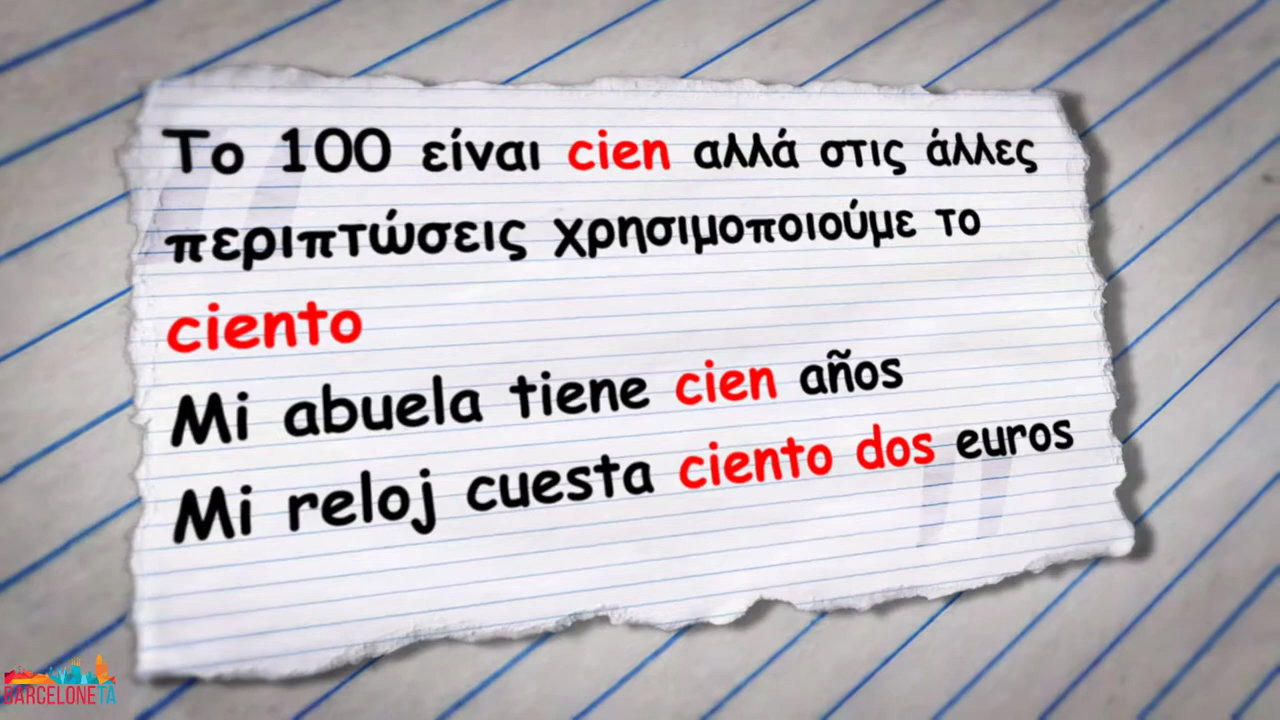 Το 100 είναι cien αλλά στις άλλες
περιπτώσεις χρησιμοποιούμε το
ciento
Mi abuela tiene cien años
Mi reloj cuesta ciento dos euros
BARCELONETA